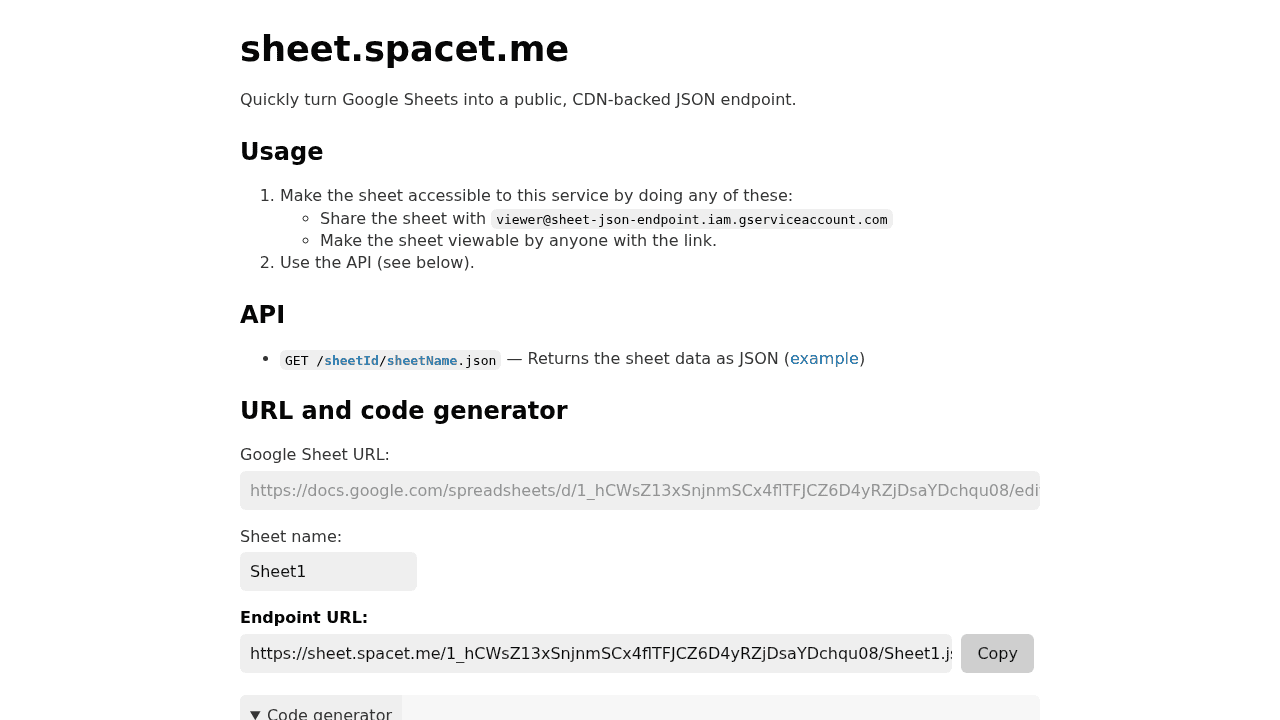 sheet.spacet.me
Quickly turn Google Sheets into a public, CDN-backed JSON endpoint.
Usage
1. Make the sheet accessible to this service by doing any of these:
Share the sheet with viewer@sheet-json-endpoint.iam.gserviceaccount.com
Make the sheet viewable by anyone with the link.
2. Use the API (see below).
API
GET /sheetId/sheetName.json — Returns the sheet data as JSON (example)
URL and code generator
Google Sheet URL:
https://docs.google.com/spreadsheets/d/1_hCWsZ13xSnjnmSCx4flTFJCZ6D4yRZjDsaYDchqu08/edi
Sheet name:
Sheet1
Endpoint URL:
https://sheet.spacet.me/1_hCWsZ13xSnjnmSCx4flTFJCZ6D4yRZjDsaYDchqu08/Sheet1.js
Copy
▼ Code generator